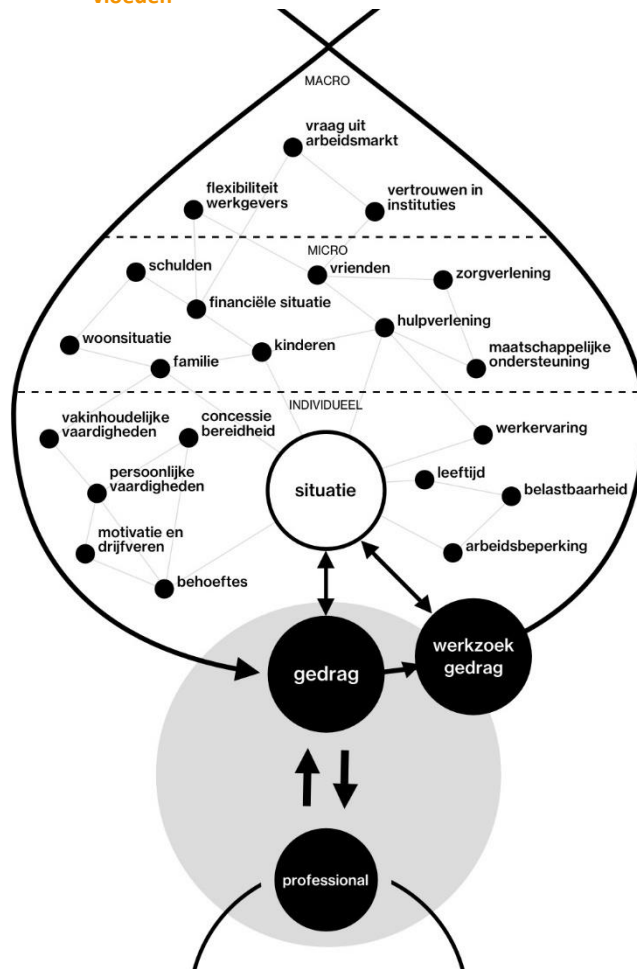 MACRO
vraag uit
arbeidsmarkt
flexibiliteit
werkgevers
vertrouwen in
instituties
MICRO
schulden
vrienden
zorgverlening
financiële situatie
hulpverlening
woonsituatie
familie
kinderen
maatschappelijke
ondersteuning
INDIVIDUEEL
vakinhoudelijke
vaardigheden
concessie
bereidheid
werkervaring
persoonlijke
vaardigheden
situatie
leeftijd
belastbaarheid
motivatie en
drijfveren
arbeidsbeperking
behoeftes
gedrag
werkzoek
gedrag
professional